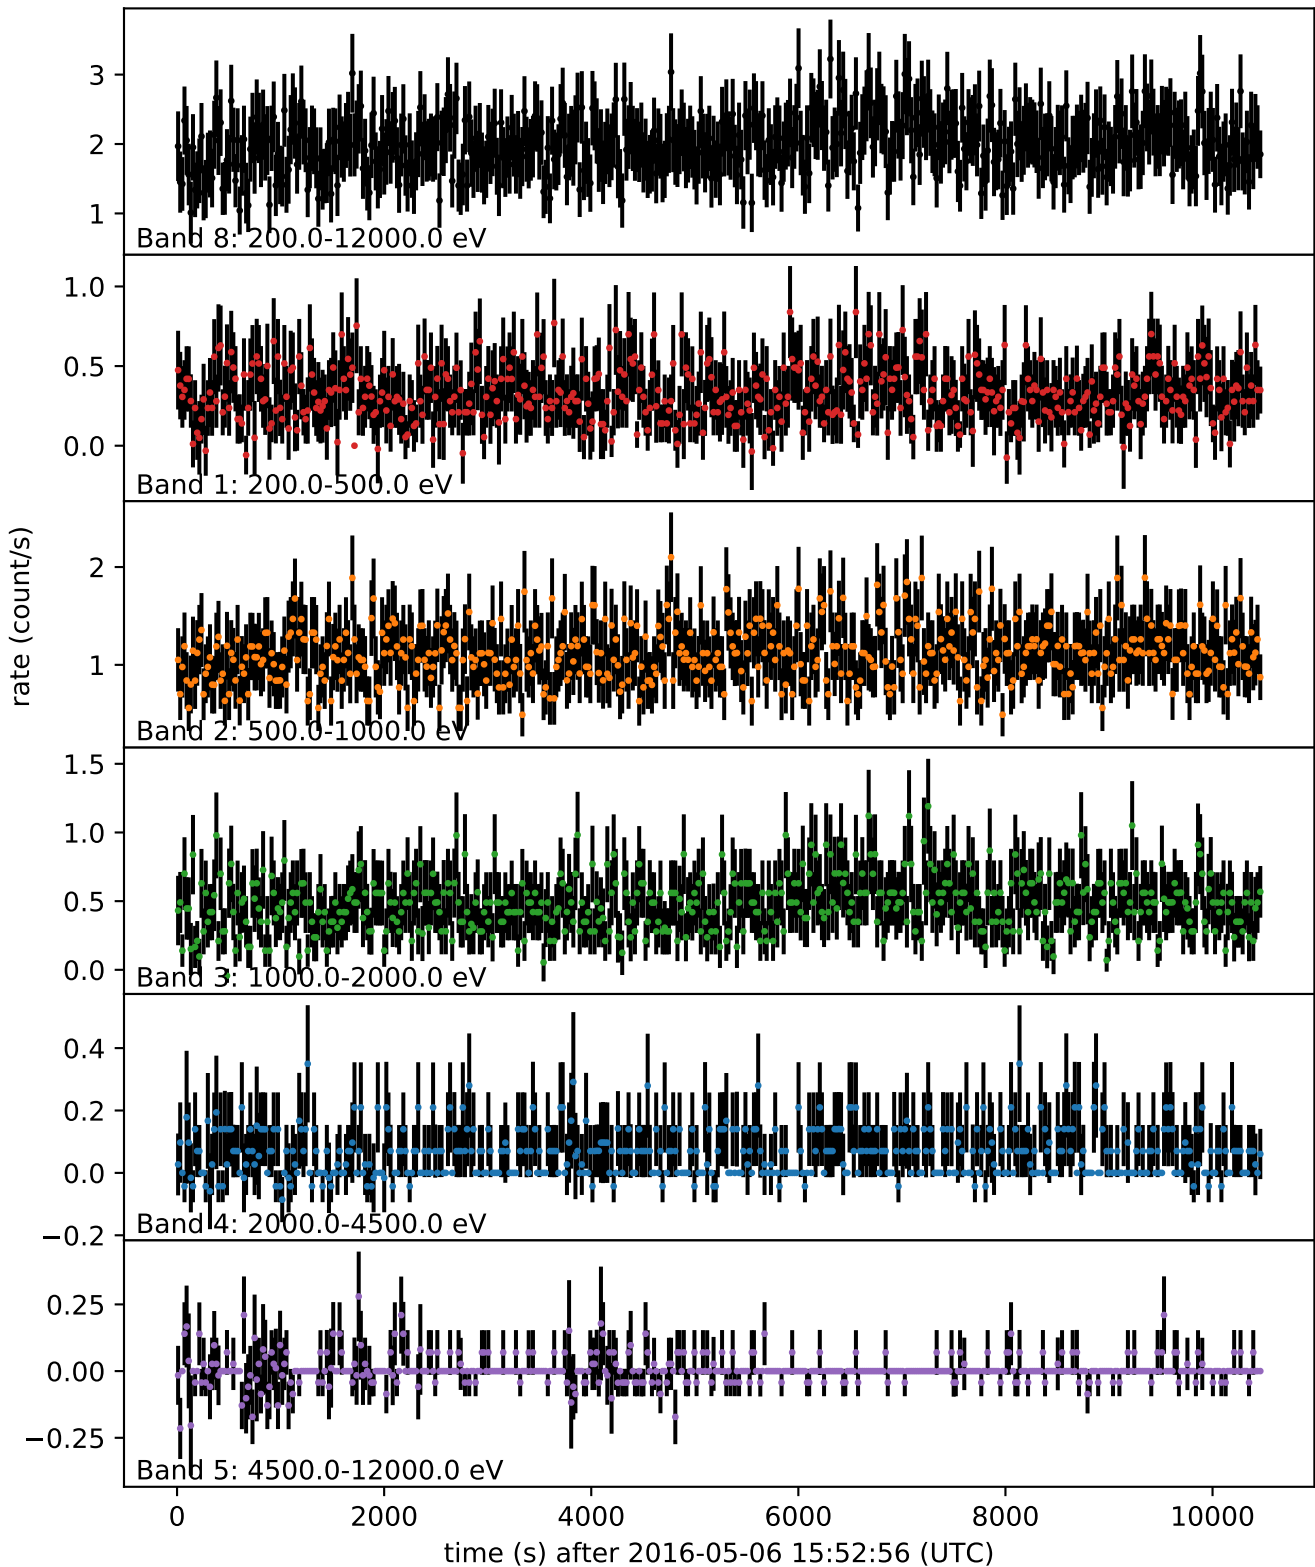 3
2
1
Band 8: 200.0-12000.0 eV
1.0
0.5
0.0
Band 1: 200.0-500.0 eV
rate (count/s)
2
1
Band 2: 500.0-1000.0 eV
1.5
1.0
0.5
0.0
Band 3: 1000.0-2000.0 eV
0.4
0.2
0.0
−0.2
Band 4: 2000.0-4500.0 eV
0.25
0.00
−0.25
Band 5: 4500.0-12000.0 eV
0 2000 4000 6000 8000 10000
time (s) after 2016-05-06 15:52:56 (UTC)